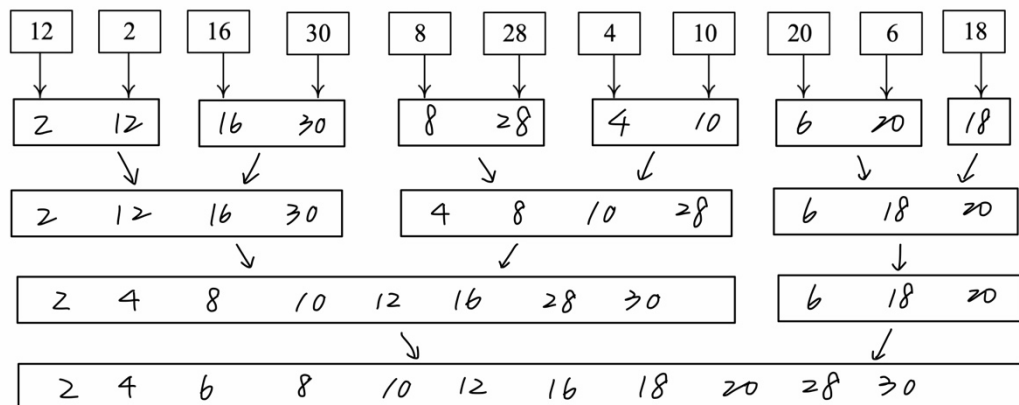 12 2 16 30 8 28 4 10 20 6 18
2 12 16 30 8 28 4 10 6 20 18
2 12 16 30 4 8 10 28 6 18 20
2 4 8 10 12 16 28 30 6 18 20
2 4 6 8 10 12 16 18 20 28 30